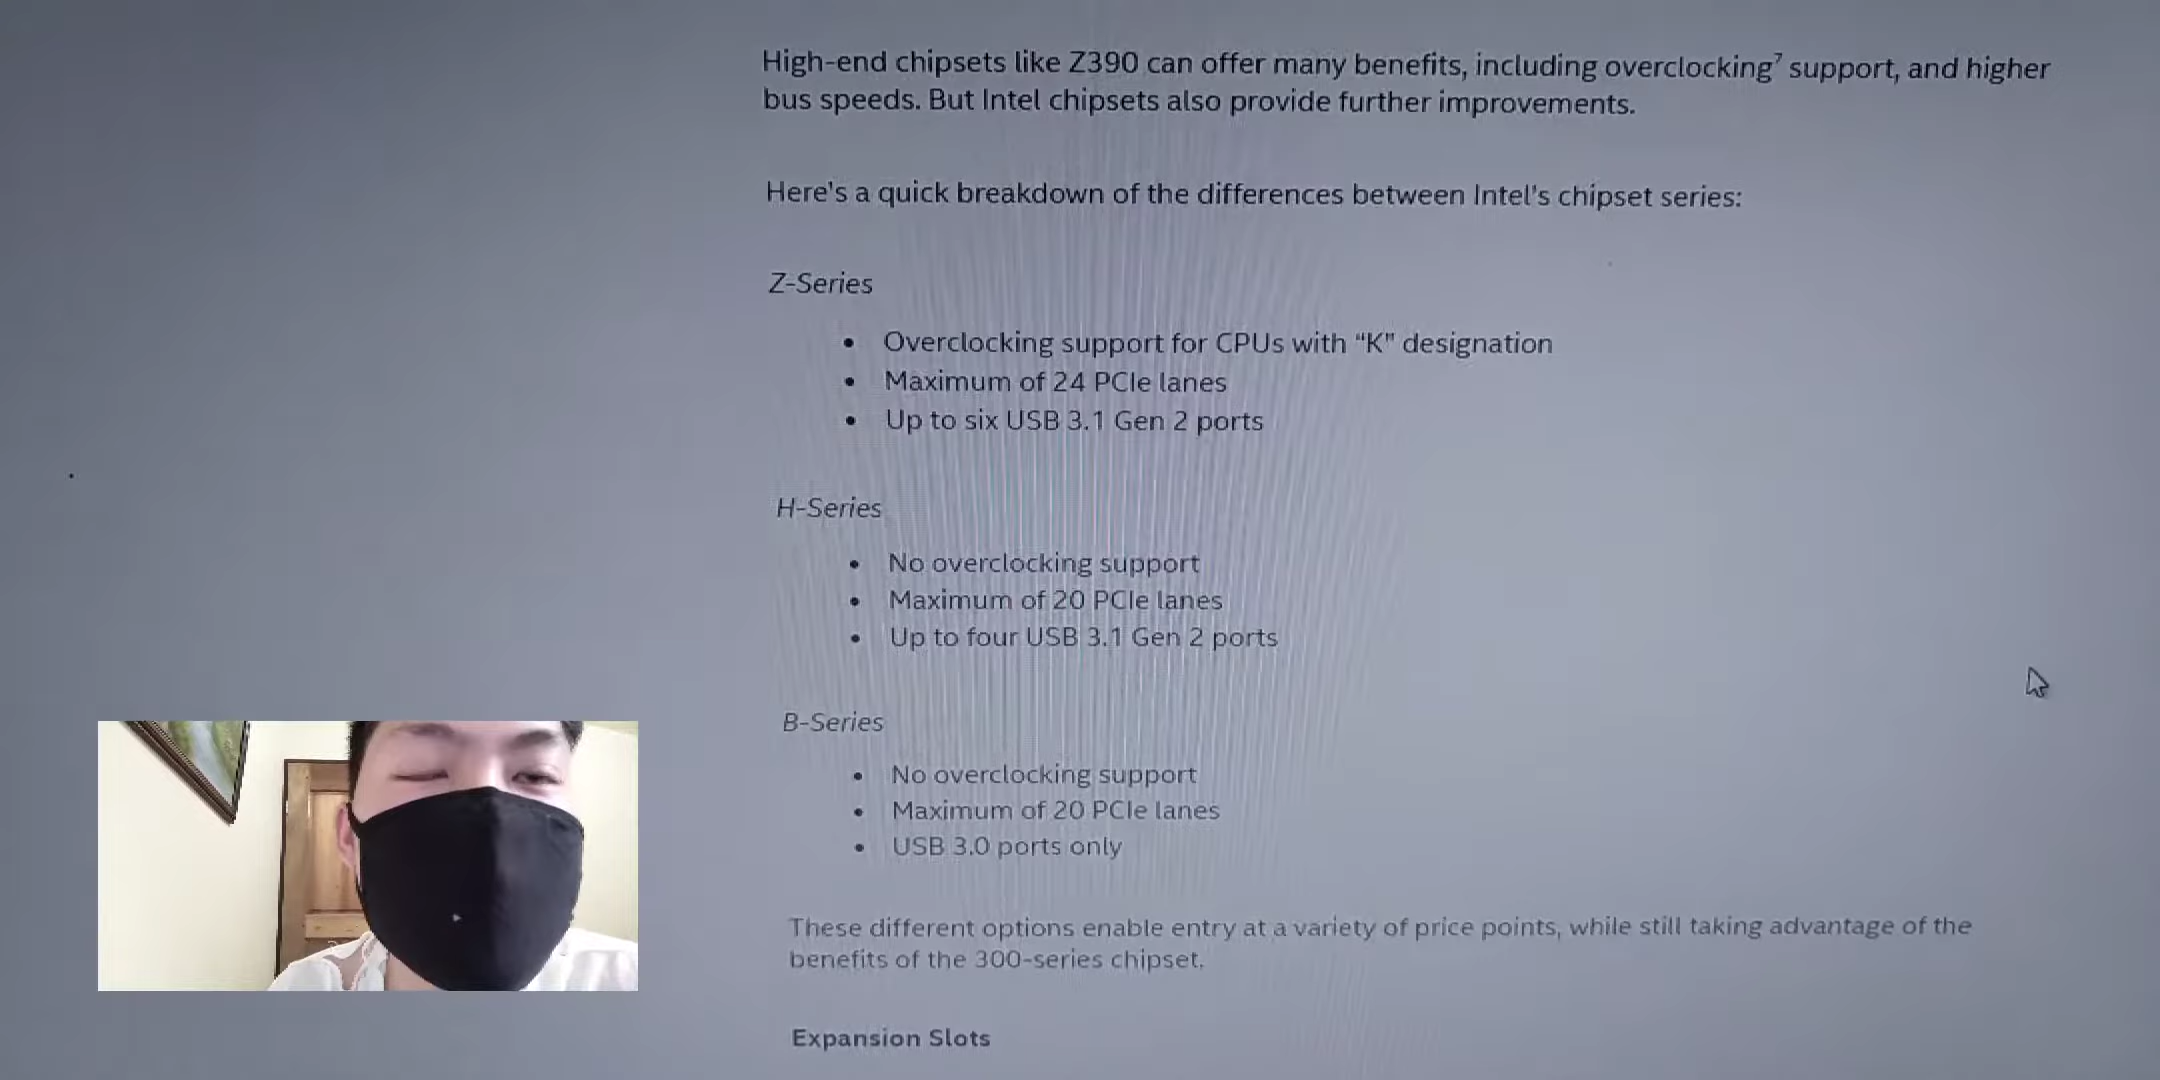 High-end chipsets like Z390 can offer many benefits, including overclocking⁷ support, and higher
bus speeds. But Intel chipsets also provide further improvements.
Here's a quick breakdown of the differences between Intel's chipset series:
Z-Series
• Overclocking support for CPUs with “K” designation
• Maximum of 24 PCIe lanes
• Up to six USB 3.1 Gen 2 ports
H-Series
• No overclocking support
• Maximum of 20 PCIe lanes
• Up to four USB 3.1 Gen 2 ports
B-Series
• No overclocking support
• Maximum of 20 PCIe lanes
• USB 3.0 ports only
These different options enable entry at a variety of price points, while still taking advantage of the
benefits of the 300-series chipset.
Expansion Slots